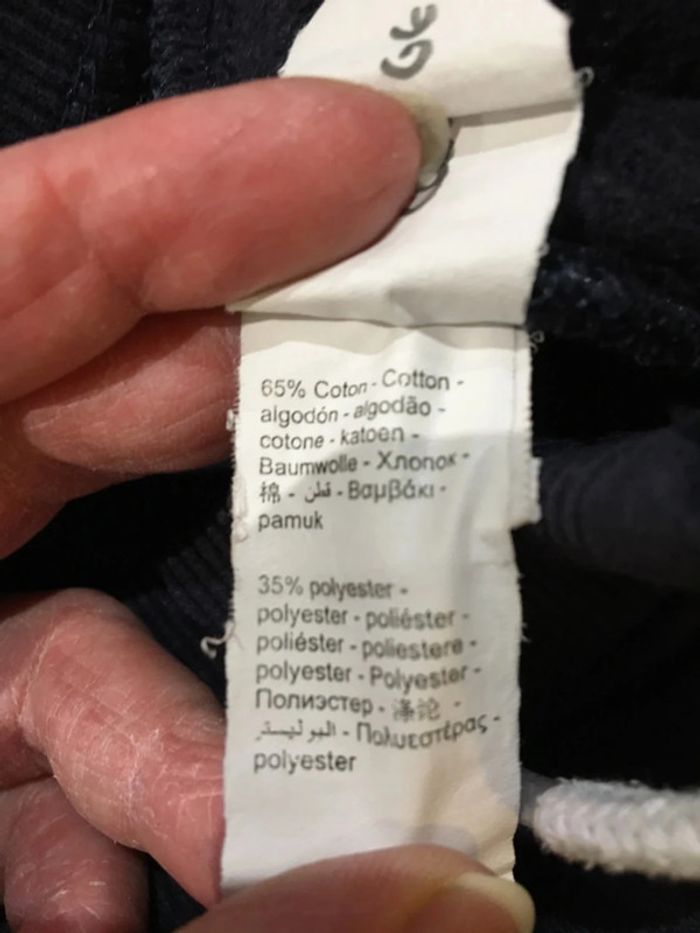 65% Coton - Cotton -
algodón - algodão -
cotone - katoen -
Baumwolle - Хлопок -
棉 - قطن - Βαμβάκι -
pamuk
35% polyester -
polyester - poliéster -
poliéster - poliestere -
polyester - Polyester -
Полиэстер - 涤纶 -
البوليستر - Πολυεστέρας -
polyester